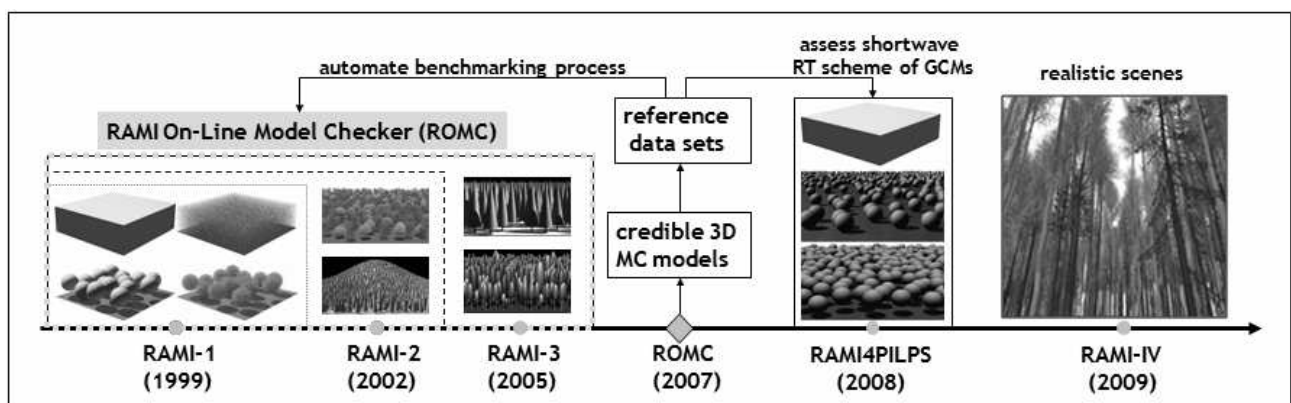 assess shortwave
RT scheme of GCMs
automate benchmarking process
realistic scenes
RAMI On-Line Model Checker (ROMC)
reference
data sets
credible 3D
MC models
RAMI-1
(1999)
RAMI-2
(2002)
RAMI-3
(2005)
ROMC
(2007)
RAMI4PILPS
(2008)
RAMI-IV
(2009)